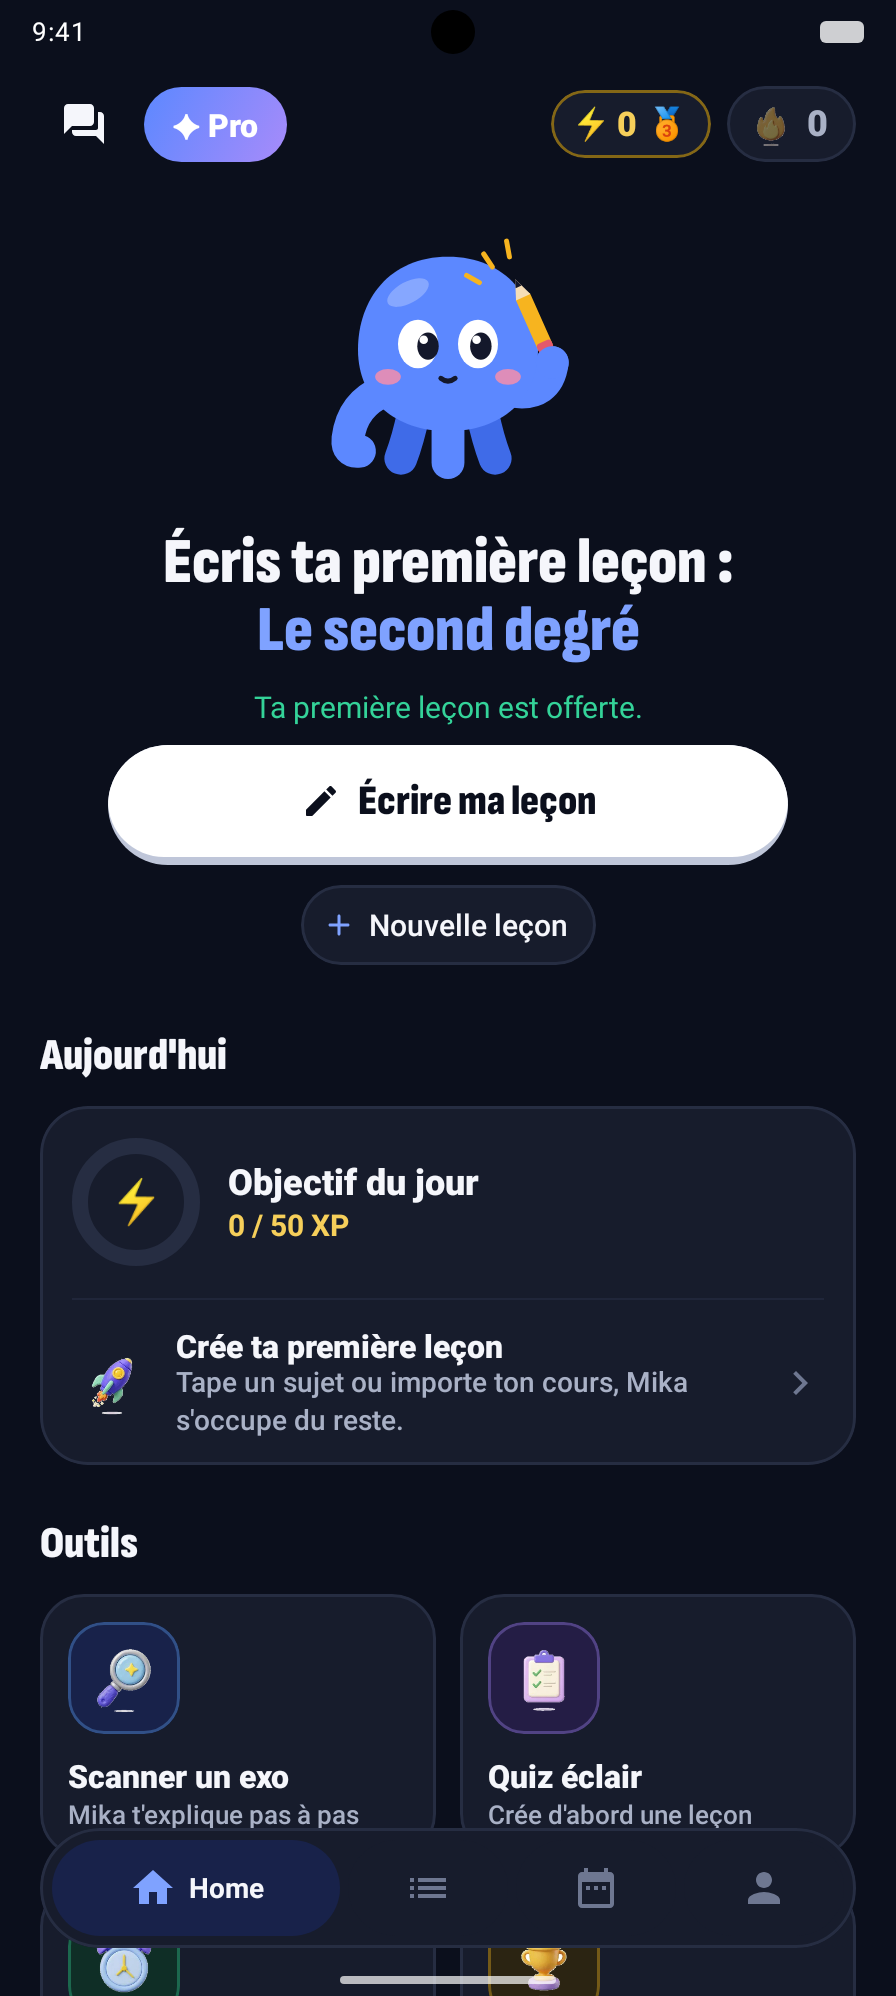 9:41
Pro
0
3
0
Écris ta première leçon :
Le second degré
Ta première leçon est offerte.
Écrire ma leçon
+ Nouvelle leçon
Aujourd'hui
Objectif du jour
0 / 50 XP
Crée ta première leçon
Tape un sujet ou importe ton cours, Mika
s'occupe du reste.
Outils
Scanner un exo
Mika t'explique pas à pas
Quiz éclair
Crée d'abord une leçon
Home